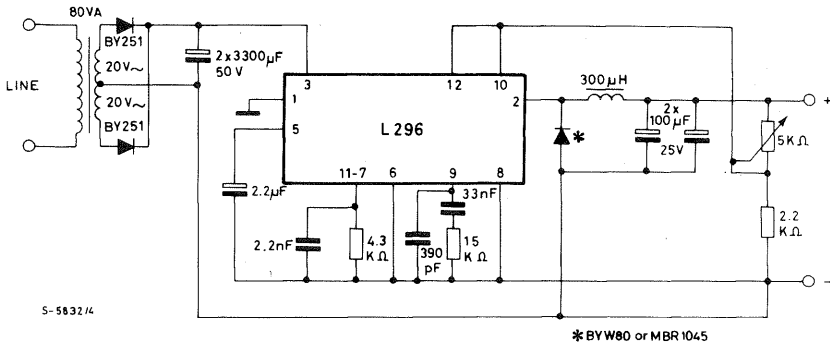 80VA
BY251
20V~
20V~
BY251
LINE
2x3300µF
50V
3
12
10
1
5
L296
2
11-7
6
9
8
2.2µF
2.2nF
4.3
KΩ
390
pF
33nF
15
KΩ
300µH
*
2x
100µF
25V
5KΩ
2.2
KΩ
+
−
S-5832/4
* BYW80 or MBR1045